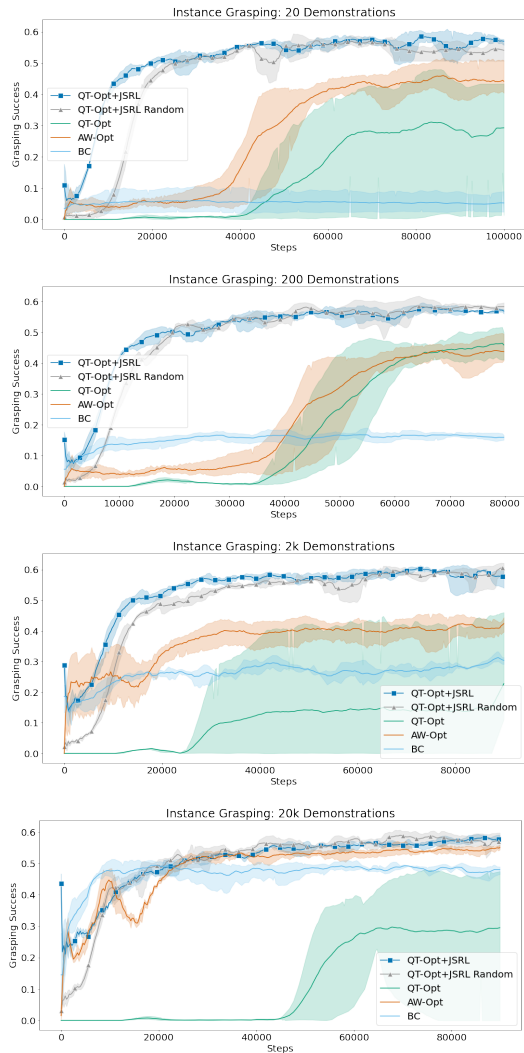 Instance Grasping: 20 Demonstrations
Grasping Success
0.6
0.5
0.4
0.3
0.2
0.1
0.0
QT-Opt+JSRL
QT-Opt+JSRL Random
QT-Opt
AW-Opt
BC
0 20000 40000 60000 80000 100000
Steps
Instance Grasping: 200 Demonstrations
Grasping Success
0.6
0.5
0.4
0.3
0.2
0.1
0.0
QT-Opt+JSRL
QT-Opt+JSRL Random
QT-Opt
AW-Opt
BC
0 10000 20000 30000 40000 50000 60000 70000 80000
Steps
Instance Grasping: 2k Demonstrations
Grasping Success
0.6
0.5
0.4
0.3
0.2
0.1
0.0
QT-Opt+JSRL
QT-Opt+JSRL Random
QT-Opt
AW-Opt
BC
0 20000 40000 60000 80000
Steps
Instance Grasping: 20k Demonstrations
Grasping Success
0.6
0.5
0.4
0.3
0.2
0.1
0.0
QT-Opt+JSRL
QT-Opt+JSRL Random
QT-Opt
AW-Opt
BC
0 20000 40000 60000 80000
Steps